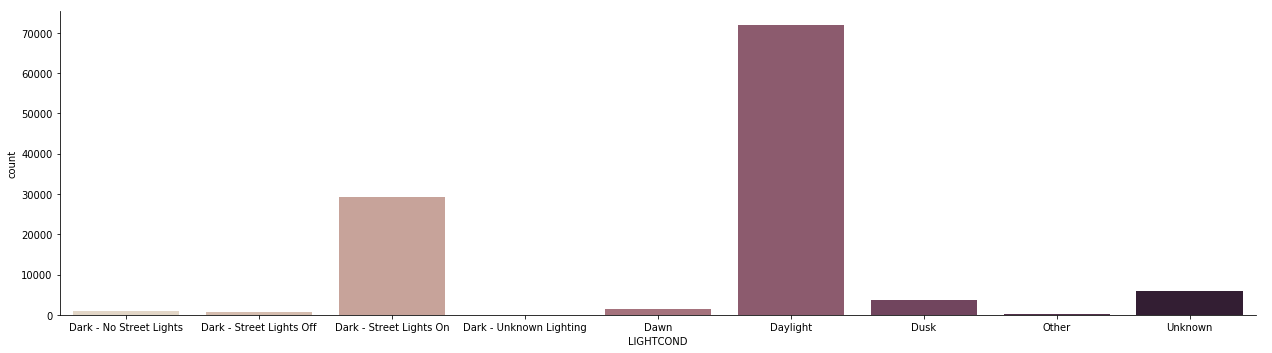 70000
60000
50000
40000
30000
20000
10000
0
count
Dark - No Street Lights Dark - Street Lights Off Dark - Street Lights On Dark - Unknown Lighting Dawn Daylight Dusk Other Unknown
LIGHTCOND